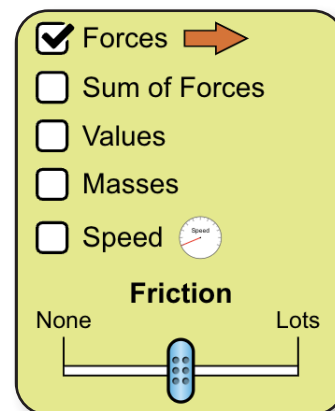 Forces
Sum of Forces
Values
Masses
Speed Speed
Friction
None Lots